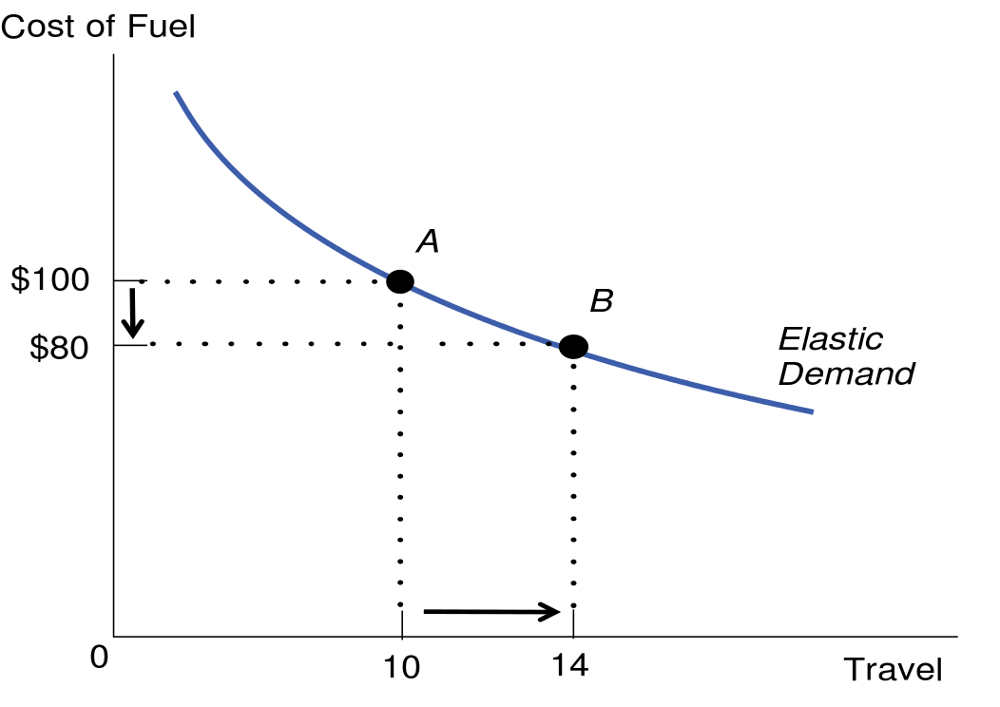 Cost of Fuel
A
$100
B
$80
Elastic
Demand
0
10
14
Travel